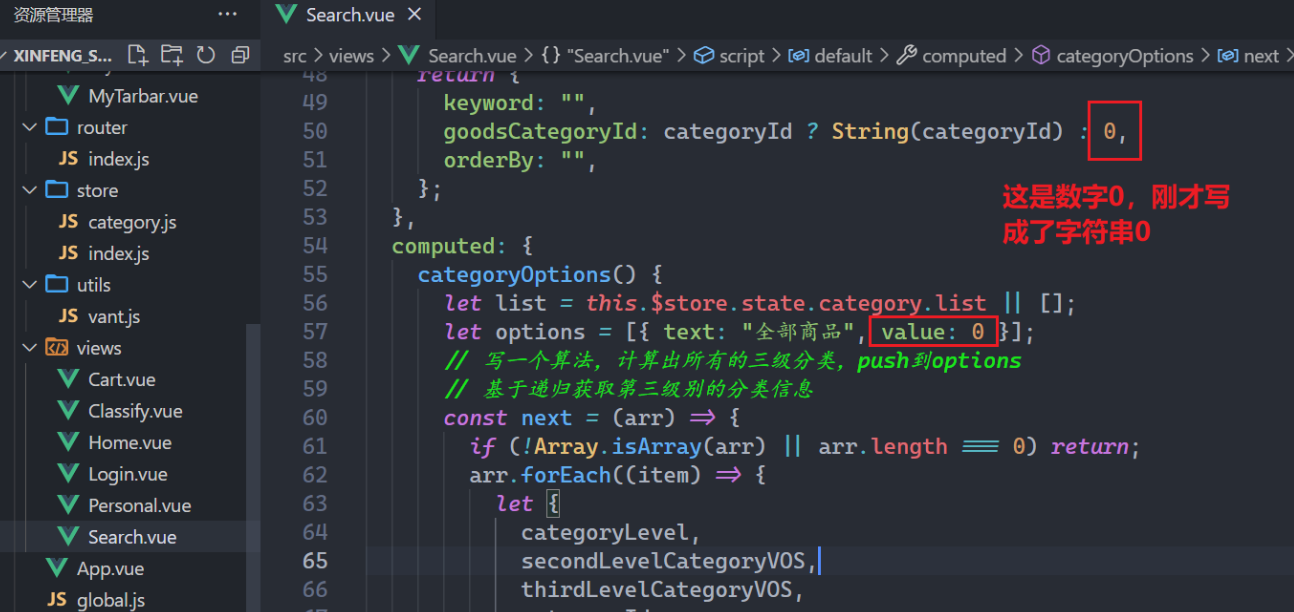 资源管理器
Search.vue
XINFENG_S...
src > views > Search.vue > {} "Search.vue" > script > default > computed > categoryOptions > next
MyTarbar.vue
router
JS index.js
store
JS category.js
JS index.js
utils
JS vant.js
views
Cart.vue
Classify.vue
Home.vue
Login.vue
Personal.vue
Search.vue
App.vue
JS global.js
48 return {
49 keyword: "",
50 goodsCategoryId: categoryId ? String(categoryId) : 0,
51 orderBy: "",
52 };
53 },
54 computed: {
55 categoryOptions() {
56 let list = this.$store.state.category.list || [];
57 let options = [{ text: "全部商品", value: 0 }];
58 // 写一个算法，计算出所有的三级分类，push到options
59 // 基于递归获取第三级别的分类信息
60 const next = (arr) => {
61 if (!Array.isArray(arr) || arr.length === 0) return;
62 arr.forEach((item) => {
63 let {
64 categoryLevel,
65 secondLevelCategoryVOS,
66 thirdLevelCategoryVOS,
这是数字0，刚才写
成了字符串0